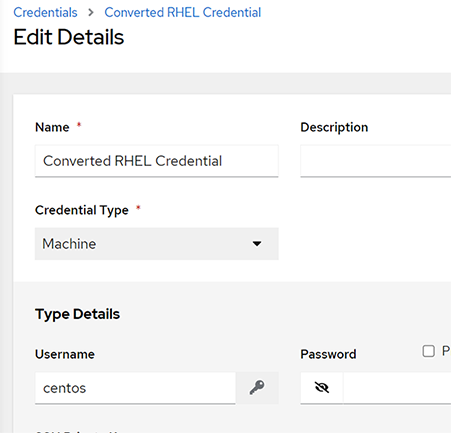 Credentials > Converted RHEL Credential
Edit Details
Name * Description
Converted RHEL Credential
Credential Type *
Machine
Type Details
Username Password P
centos